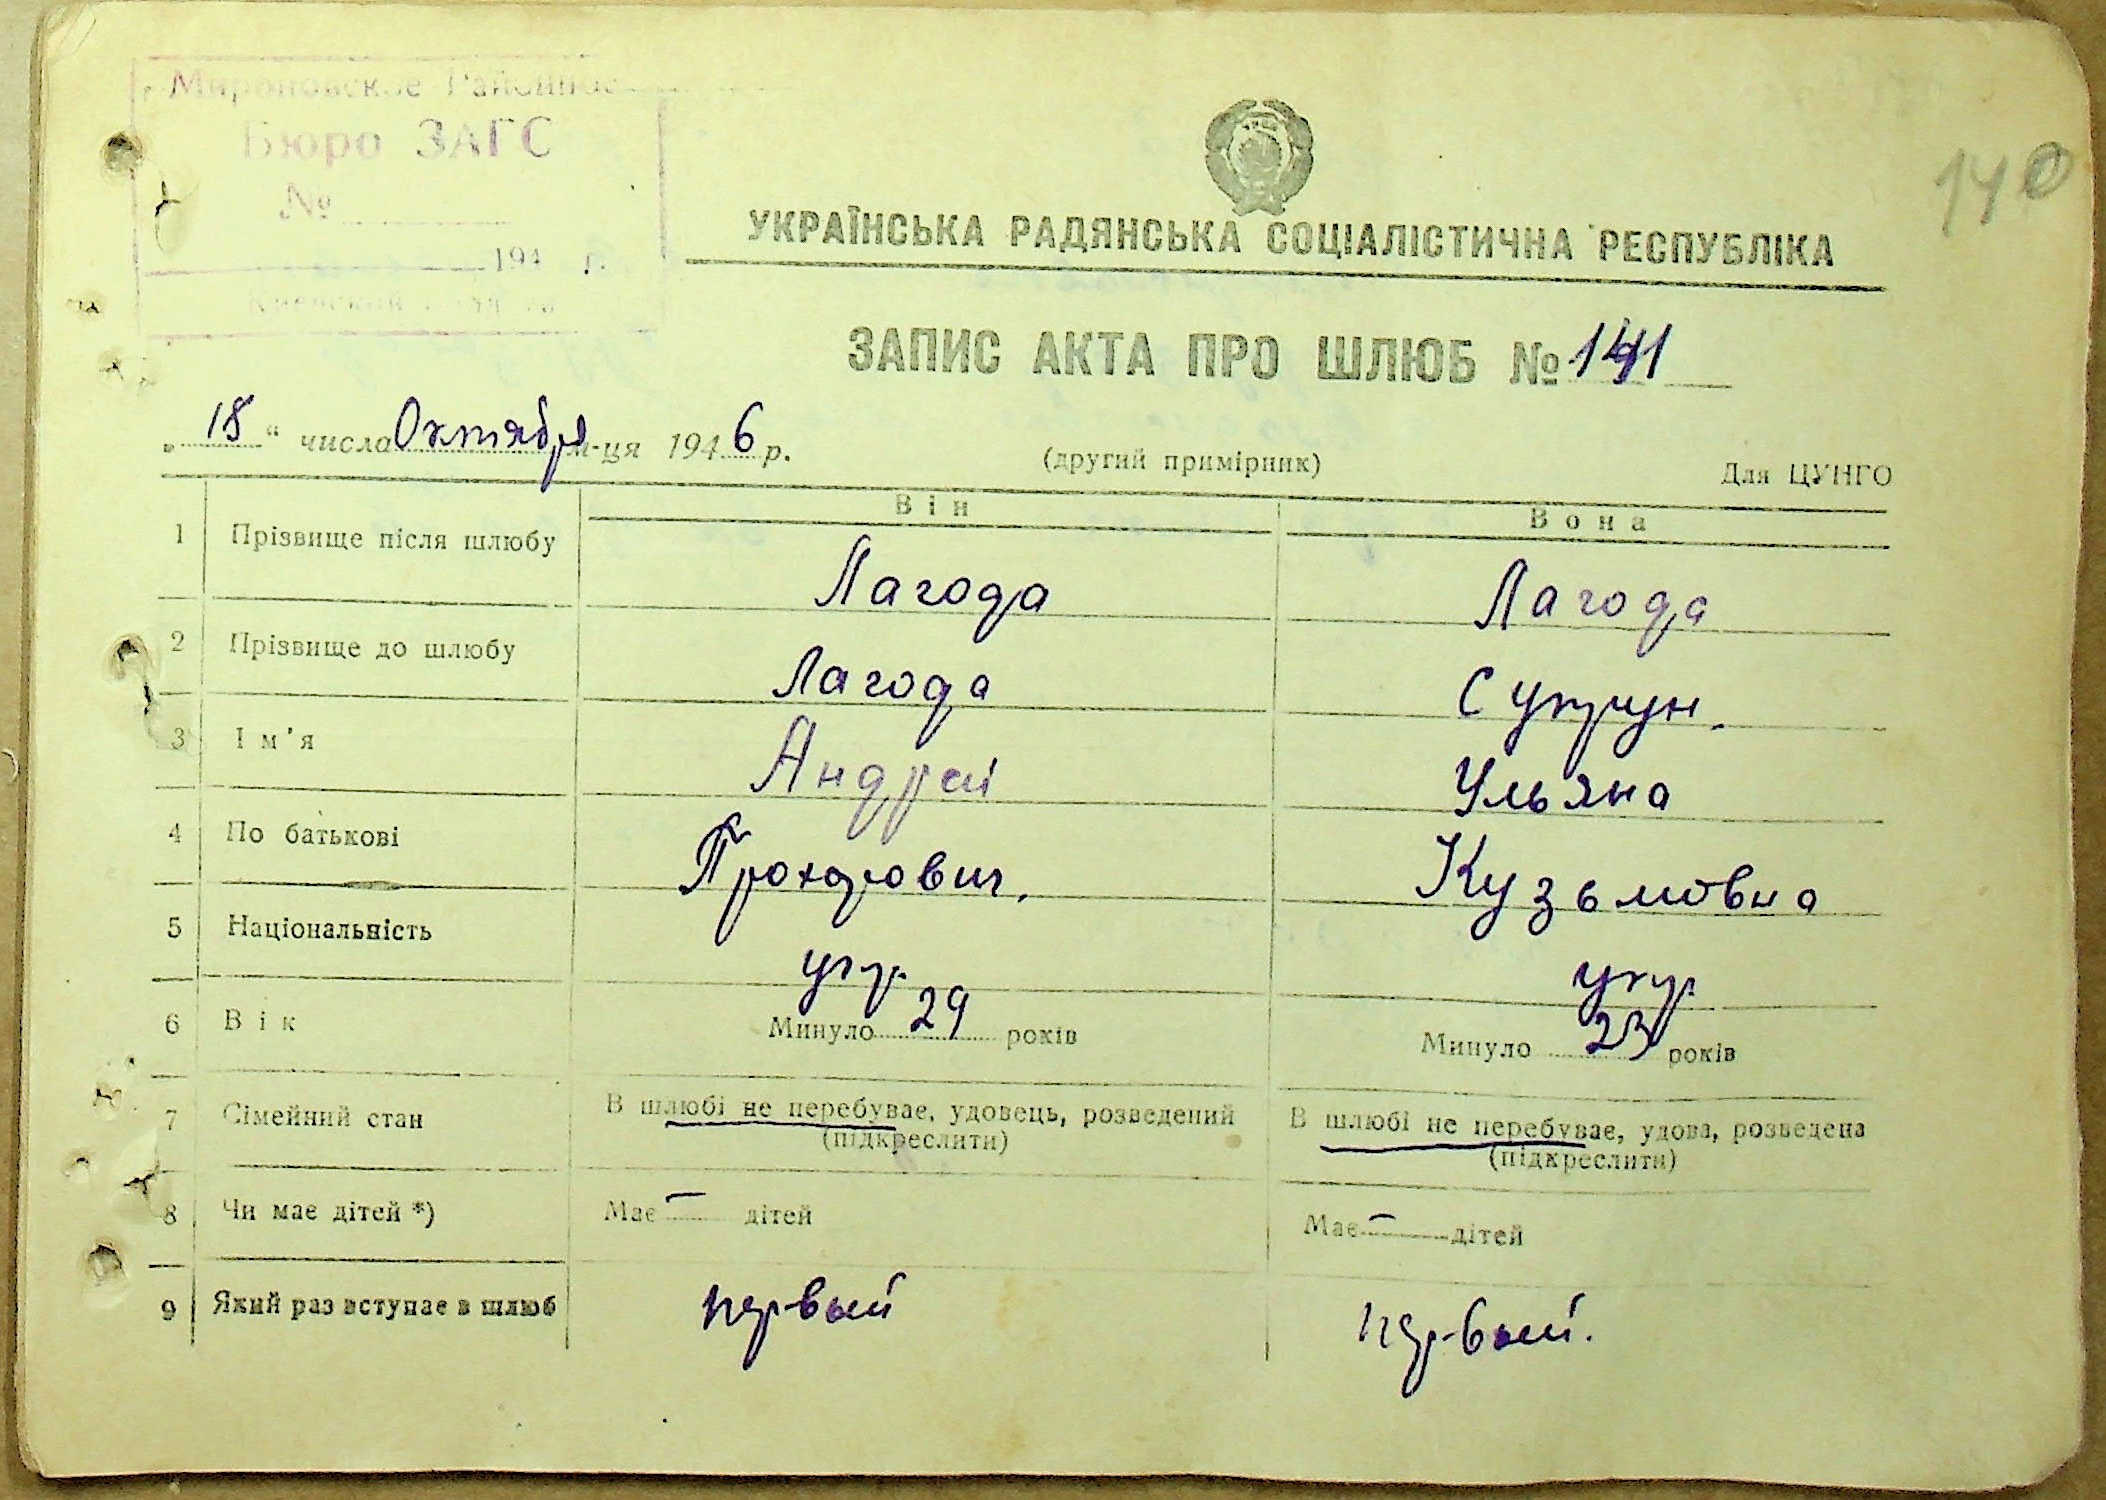 Мироновское Районное
Бюро ЗАГС
№
194 г.
140
УКРАЇНСЬКА РАДЯНСЬКА СОЦІАЛІСТИЧНА РЕСПУБЛІКА
ЗАПИС АКТА ПРО ШЛЮБ № 141
„18“ числа Октября м-ця 1946 р.
(другий примірник)
Для ЦУНГО
Він Вона
1 Прізвище після шлюбу Лагода Лагода
2 Прізвище до шлюбу Лагода Супрун.
3 Ім'я Андрей Ульяна
4 По батькові Прохорович. Кузьмовна
5 Національність укр. укр
6 Вік Минуло 29 років Минуло 23 років
7 Сімейний стан В шлюбі не перебуває, удовець, розведений В шлюбі не перебуває, удова, розведена
(підкреслити) (підкреслити)
8 Чи має дітей *) Має — дітей Має — дітей
9 Який раз вступає в шлюб первый первый.